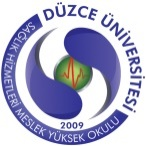 DÜZCE ÜNİVERSİTESİ
SAĞLIK HİZMETLERİ MESLEK YÜKSEK OKULU
2009